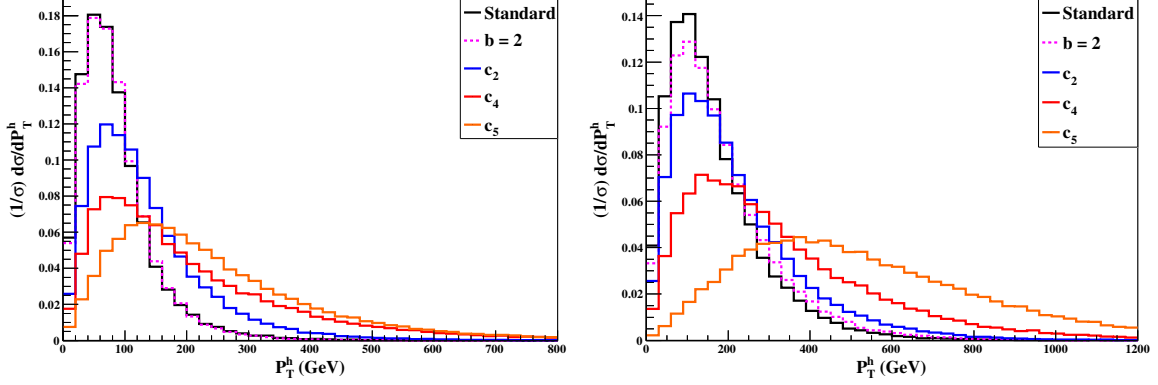 Standard
b = 2
c₂
c₄
c₅
(1/σ) dσ/dP_T^h
0.18
0.16
0.14
0.12
0.1
0.08
0.06
0.04
0.02
0
0 100 200 300 400 500 600 700 800
P_T^h (GeV)
Standard
b = 2
c₂
c₄
c₅
(1/σ) dσ/dP_T^h
0.14
0.12
0.10
0.08
0.06
0.04
0.02
0
0 200 400 600 800 1000 1200
P_T^h (GeV)